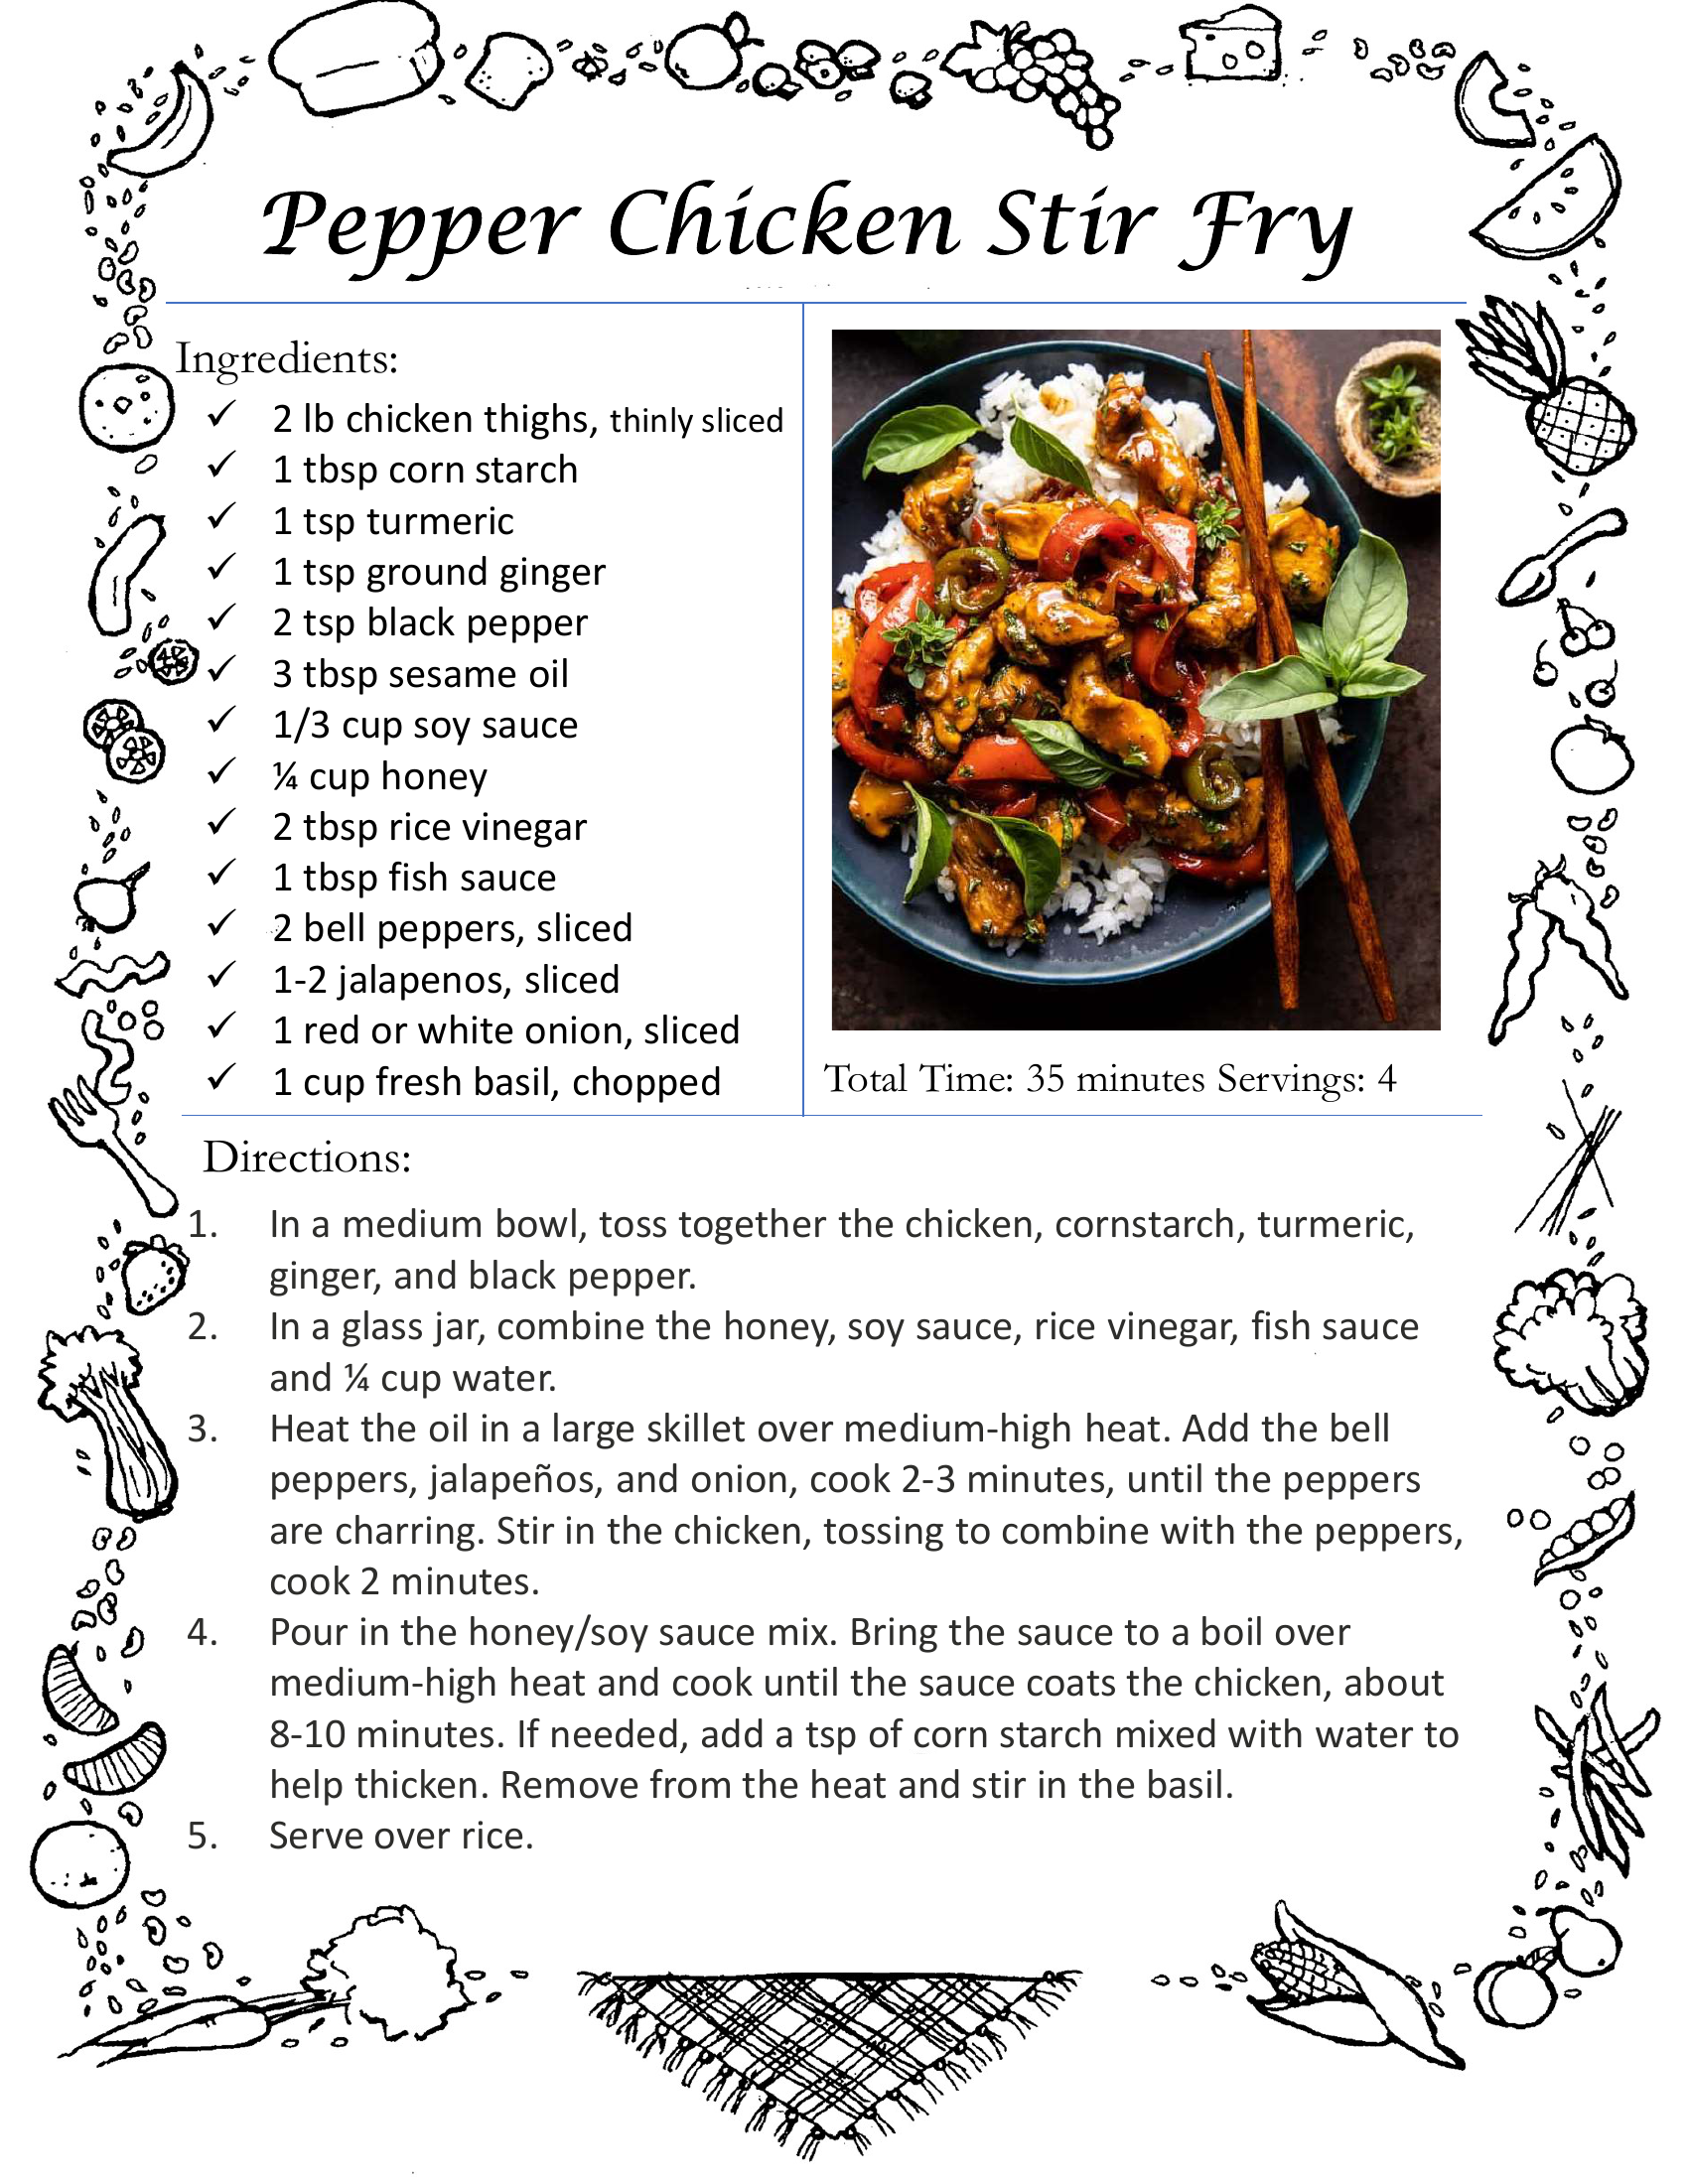 Pepper Chicken Stir Fry
Ingredients:
✓ 2 lb chicken thighs, thinly sliced
✓ 1 tbsp corn starch
✓ 1 tsp turmeric
✓ 1 tsp ground ginger
✓ 2 tsp black pepper
✓ 3 tbsp sesame oil
✓ 1/3 cup soy sauce
✓ ¼ cup honey
✓ 2 tbsp rice vinegar
✓ 1 tbsp fish sauce
✓ 2 bell peppers, sliced
✓ 1-2 jalapenos, sliced
✓ 1 red or white onion, sliced
✓ 1 cup fresh basil, chopped
Total Time: 35 minutes Servings: 4
Directions:
1. In a medium bowl, toss together the chicken, cornstarch, turmeric,
ginger, and black pepper.
2. In a glass jar, combine the honey, soy sauce, rice vinegar, fish sauce
and ¼ cup water.
3. Heat the oil in a large skillet over medium-high heat. Add the bell
peppers, jalapeños, and onion, cook 2-3 minutes, until the peppers
are charring. Stir in the chicken, tossing to combine with the peppers,
cook 2 minutes.
4. Pour in the honey/soy sauce mix. Bring the sauce to a boil over
medium-high heat and cook until the sauce coats the chicken, about
8-10 minutes. If needed, add a tsp of corn starch mixed with water to
help thicken. Remove from the heat and stir in the basil.
5. Serve over rice.